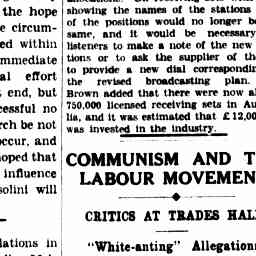 the hope
e circum-
ed within
immediate
al effort
t end, but
ccessful no
rch be not
occur, and
hoped that
influence
solini will
lations in
showing the names of the stations
of the positions would no longer b
same, and it would be necessary
listeners to make a note of the new
tions or to ask the supplier of the
to provide a new dial correspondin
the revised broadcasting plan.
Brown added that there were now al
750,000 licensed receiving sets in Au
lia, and it was estimated that £12,00
was invested in the industry.
COMMUNISM AND T
LABOUR MOVEMEN
CRITICS AT TRADES HAL
"White-anting" Allegation